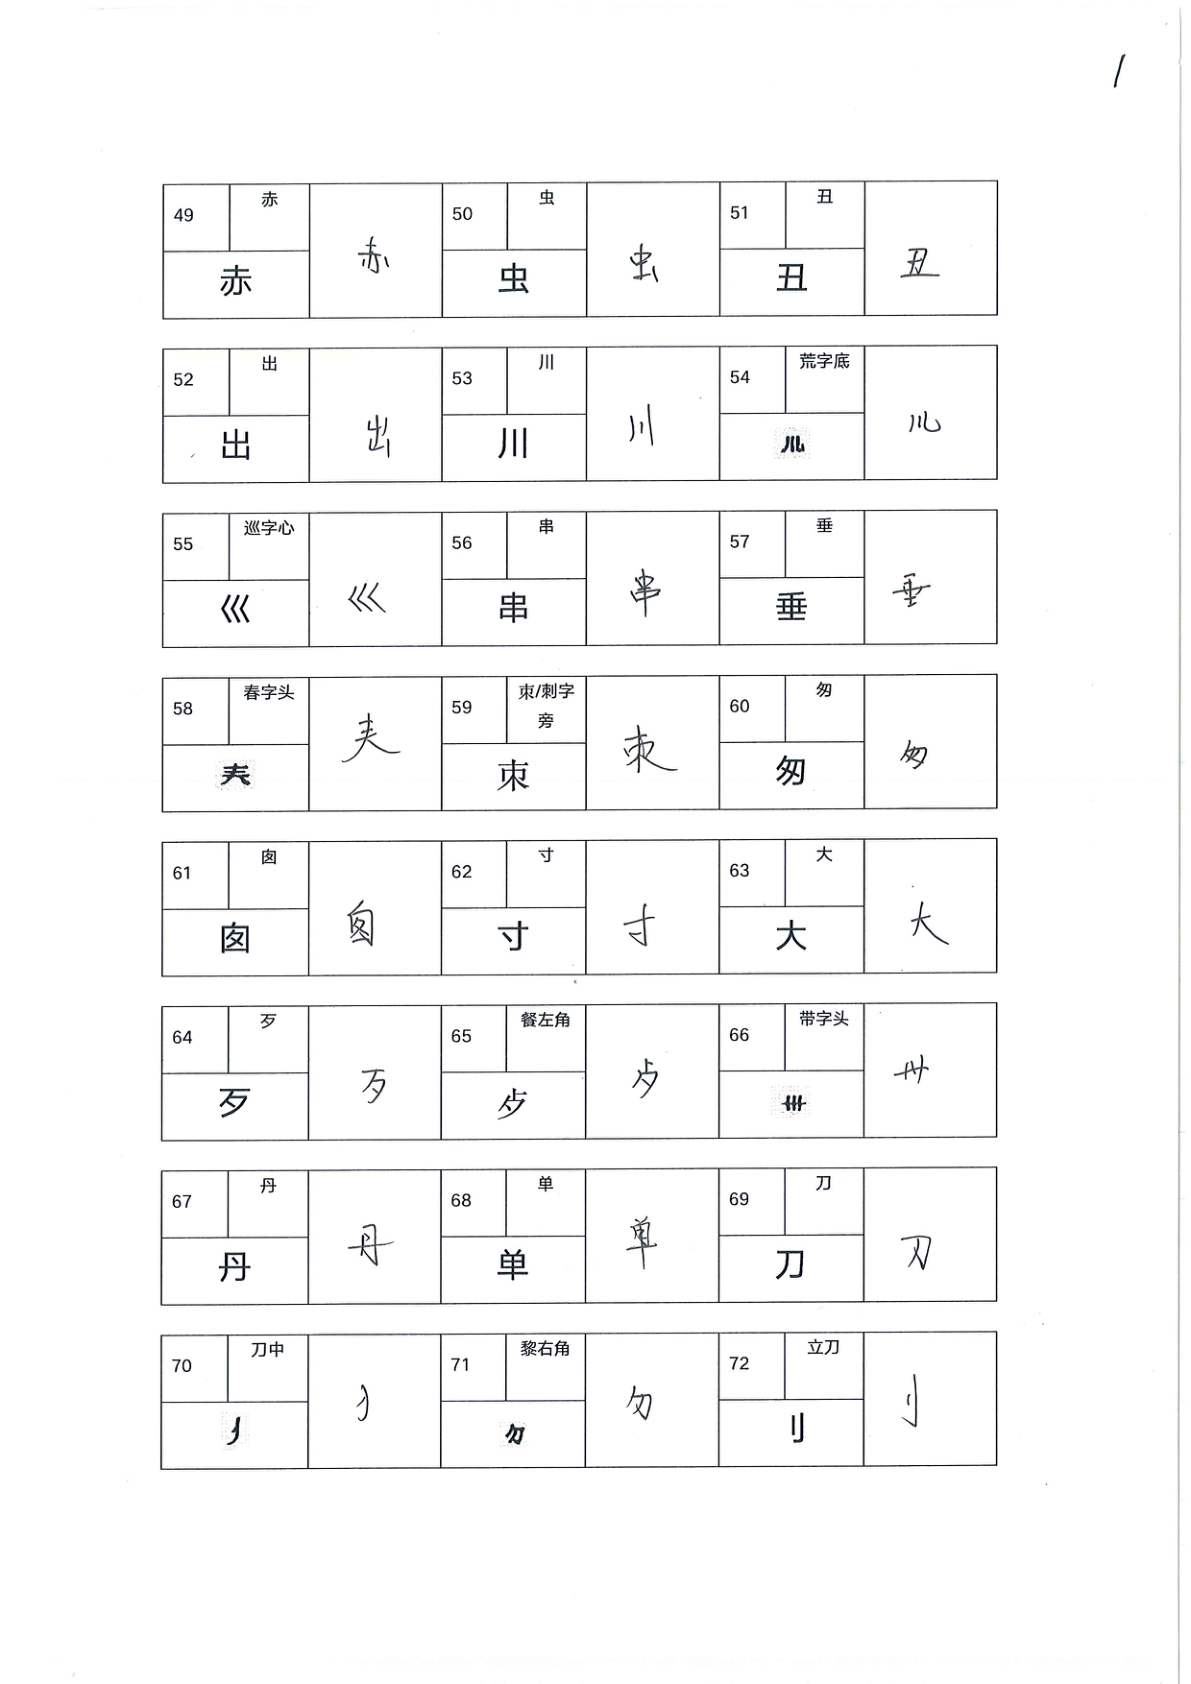 1
49 赤 赤 赤 50 虫 虫 虫 51 丑 丑 丑
52 出 出 出 53 川 川 川 54 荒字底 㐬
55 巡字心 巛 巛 56 串 串 串 57 垂 垂 垂
58 春字头 𡗗 𡗗 59 朿/刺字旁 朿 朿 60 匆 匆 匆
61 囱 囱 囱 62 寸 寸 寸 63 大 大 大
64 歹 歹 歹 65 餐左角 𣦵 𣦵 66 带字头 卌 卌
67 丹 丹 丹 68 单 单 单 69 刀 刀 刀
70 刀中 71 黎右角 勿 72 立刀 刂 刂